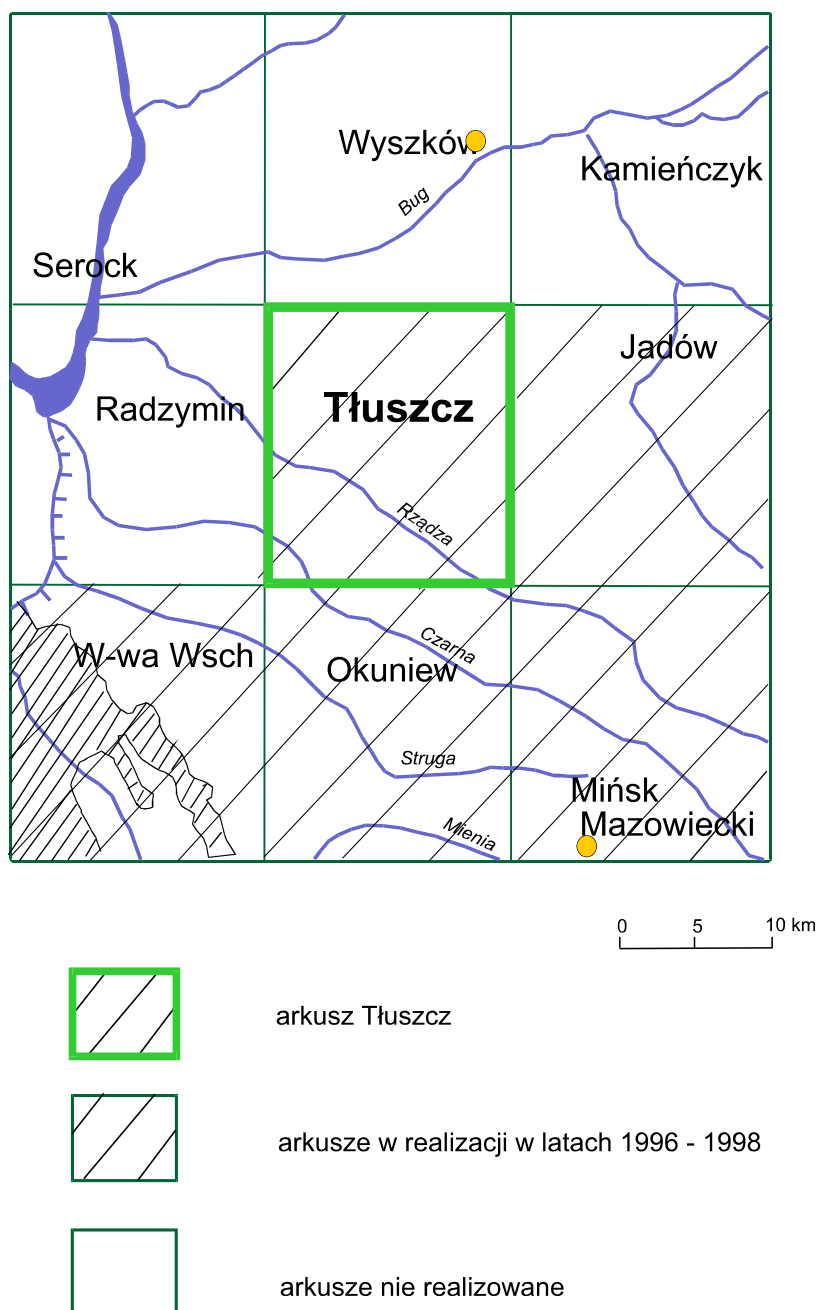 Wyszków
Kamieńczyk
Bug
Serock
Jadów
Radzymin
Tłuszcz
Rządza
Czarna
W-wa Wsch
Okuniew
Struga
Mińsk
Mazowiecki
Mienia
0 5 10 km
arkusz Tłuszcz
arkusze w realizacji w latach 1996 - 1998
arkusze nie realizowane